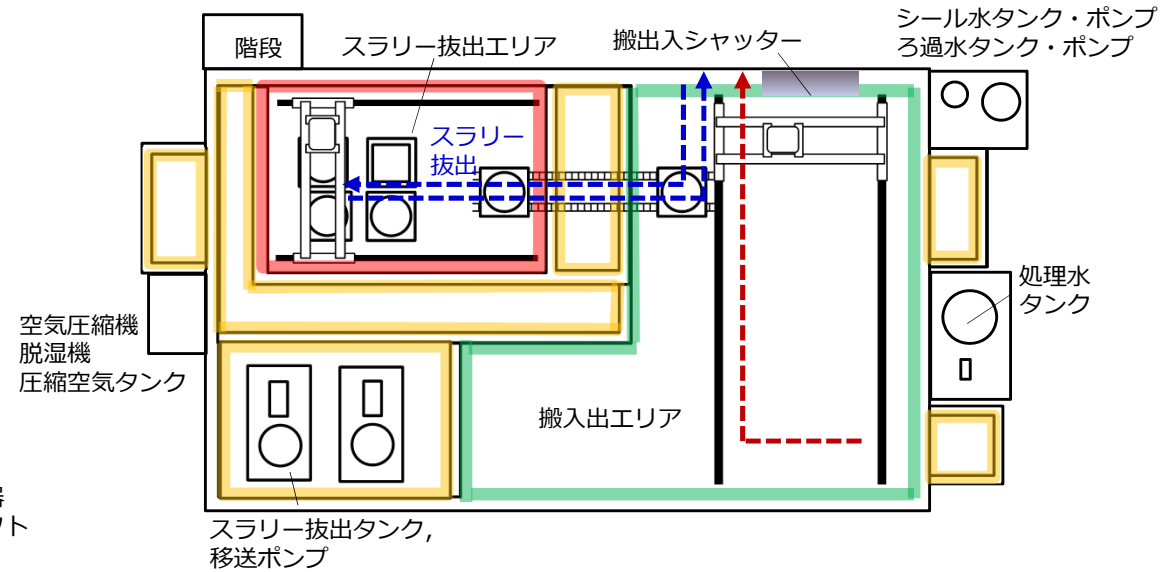 シール水タンク・ポンプ
ろ過水タンク・ポンプ
階段
スラリー抜出エリア
搬出入シャッター
スラリー
抜出
処理水
タンク
空気圧縮機
脱湿機
圧縮空気タンク
搬入出エリア
スラリー抜出タンク,
移送ポンプ